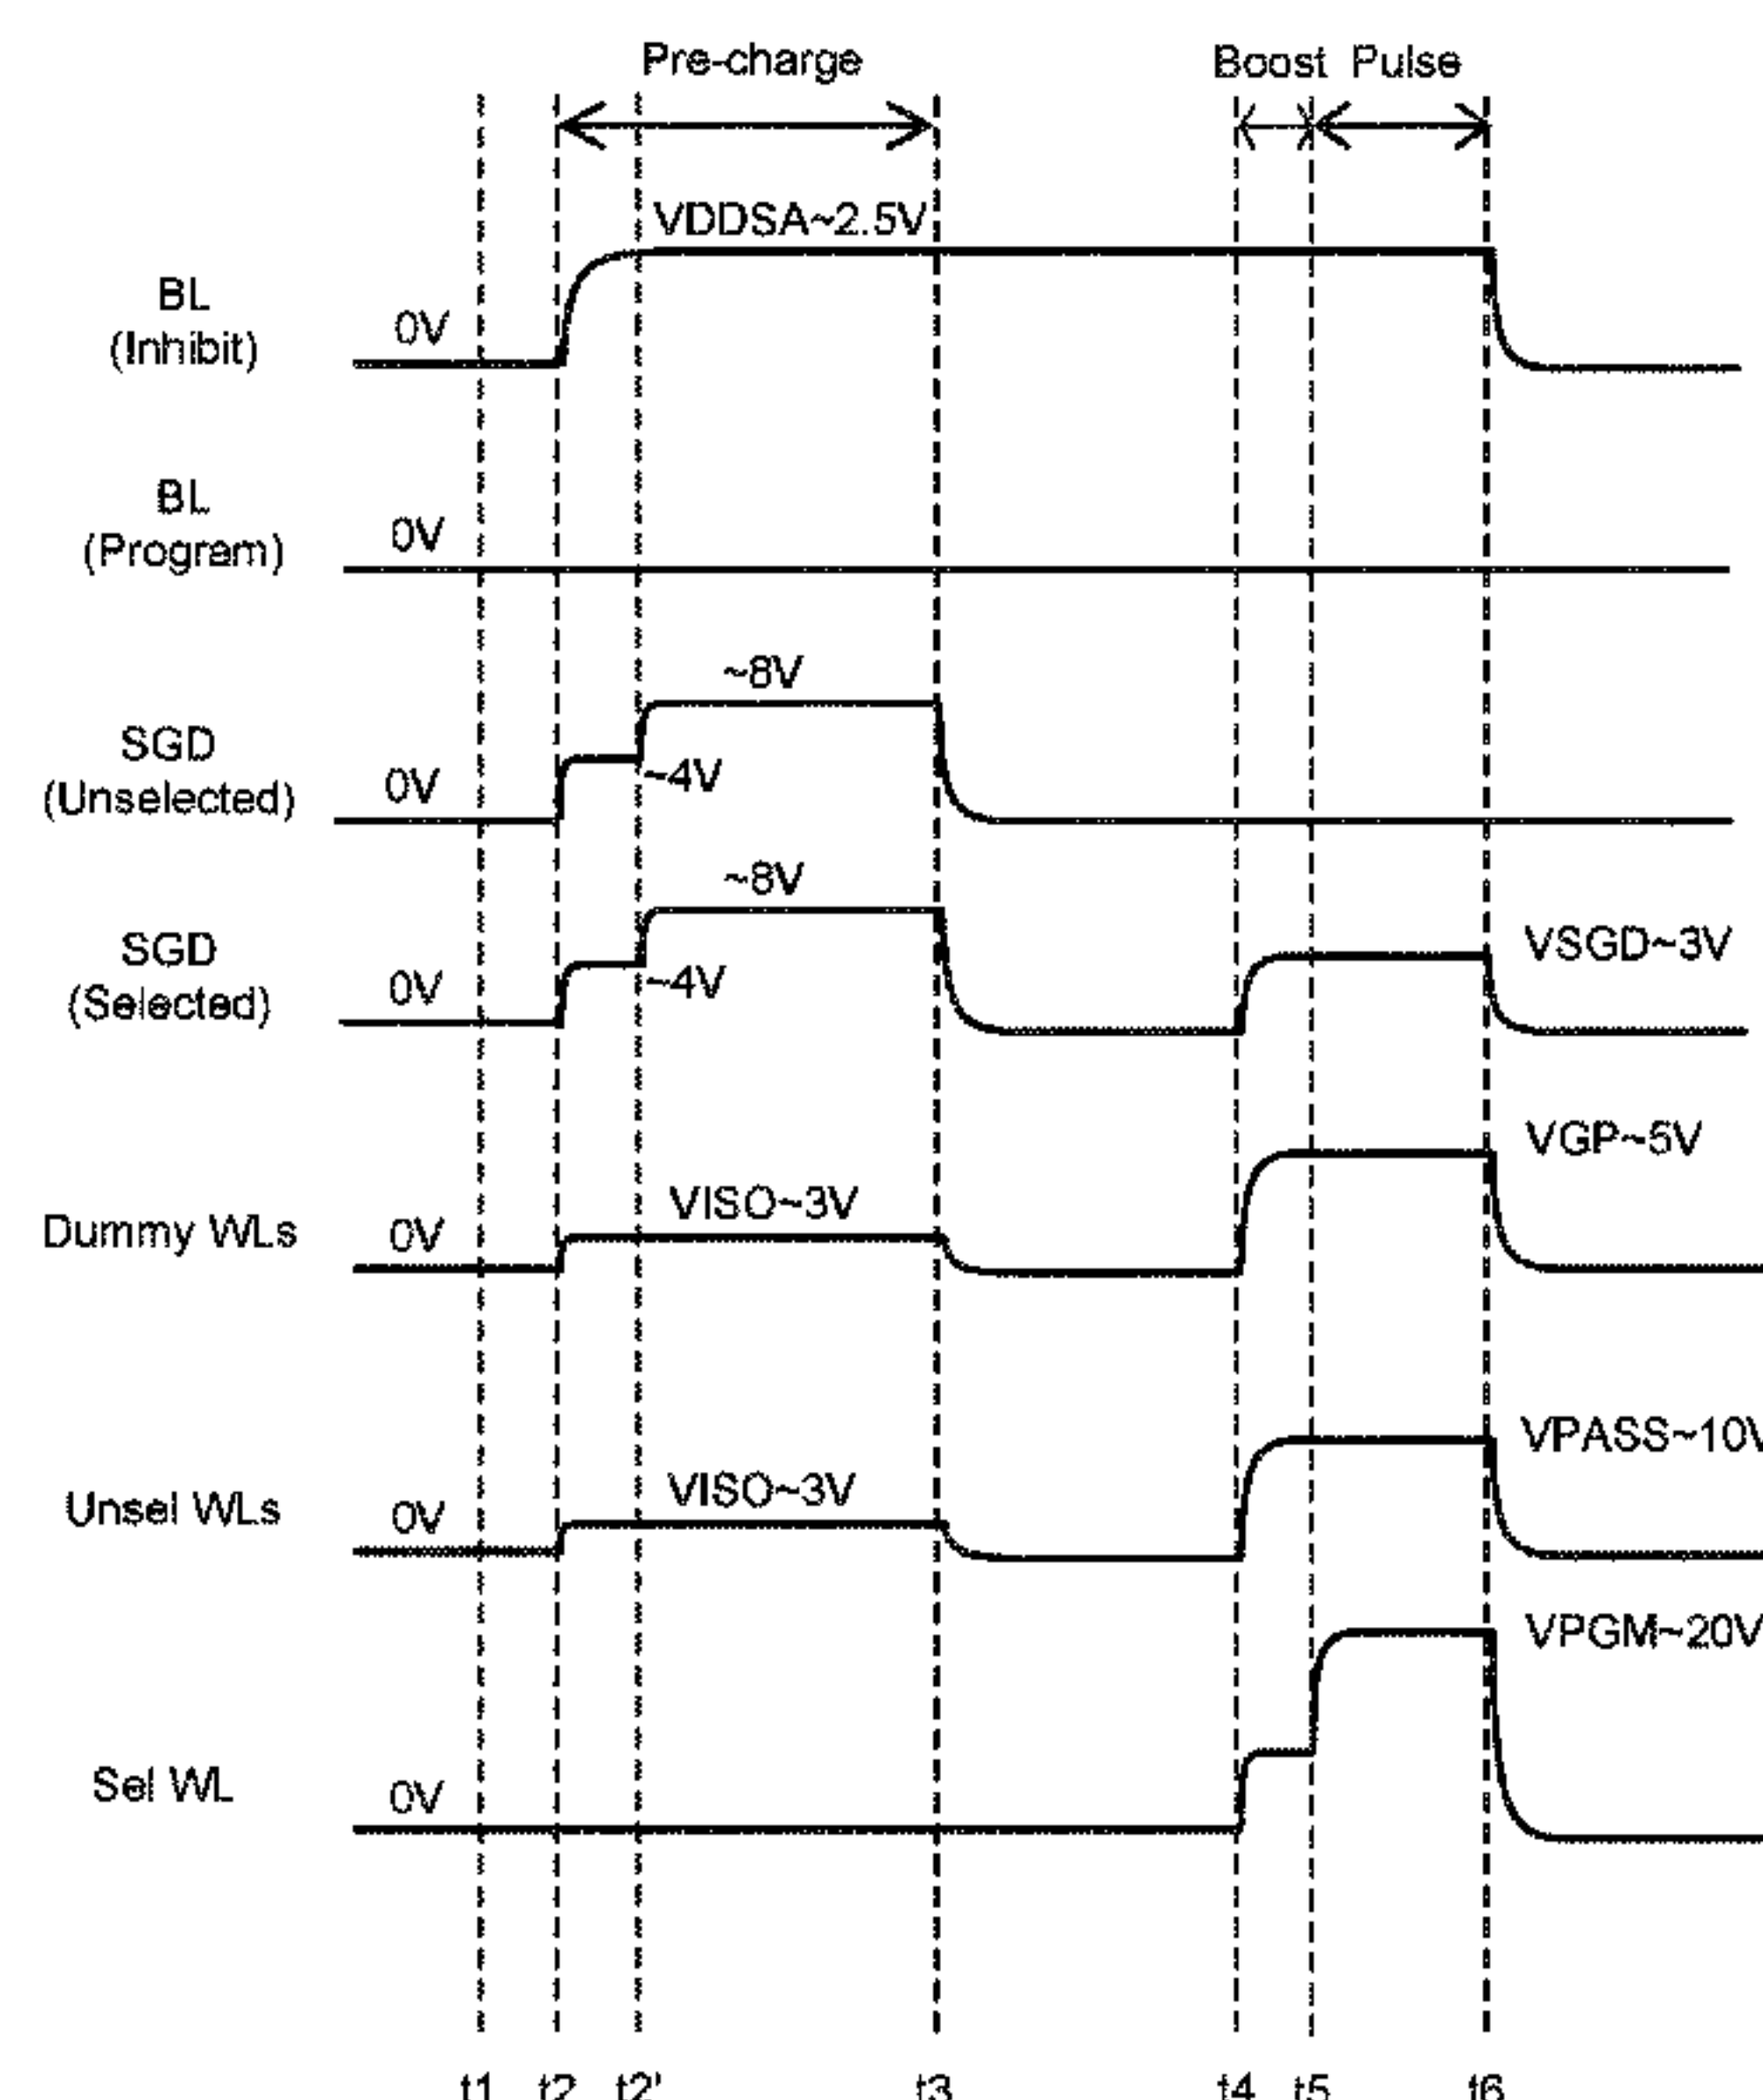 Pre-charge
Boost Pulse
VDDSA~2.5V
BL
(Inhibit)
0V
BL
(Program)
0V
~8V
SGD
(Unselected)
0V
~4V
~8V
SGD
(Selected)
0V
~4V
VSGD~3V
VGP~5V
Dummy WLs
0V
VISO~3V
VPASS~10V
Unsel WLs
0V
VISO~3V
VPGM~20V
Sel WL
0V
t1 t2 t2' t3 t4 t5 t6